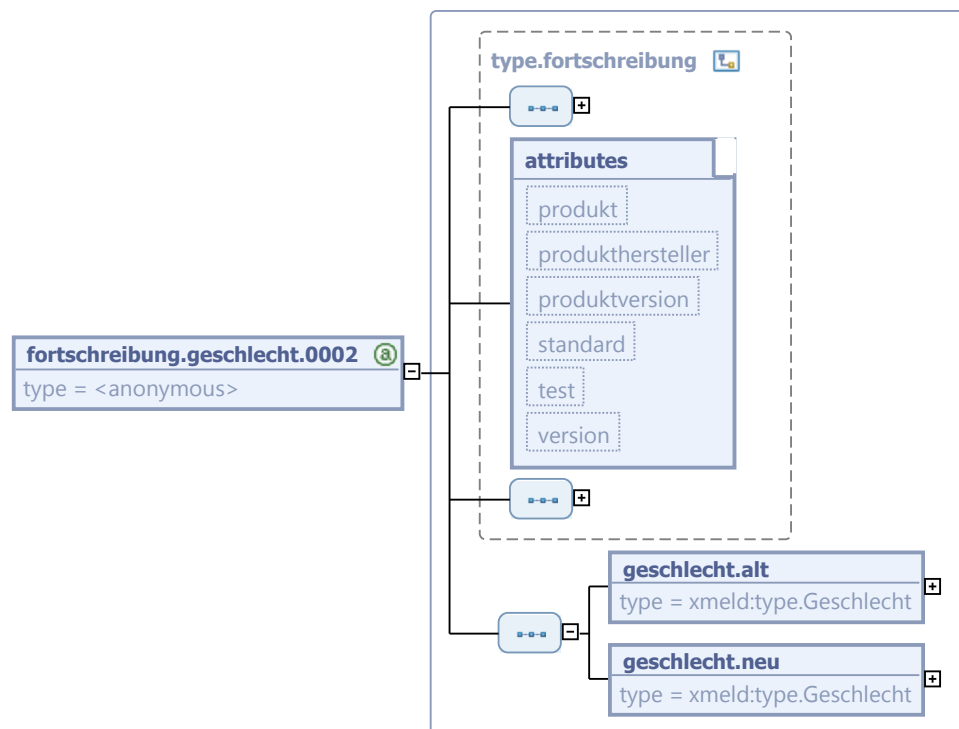 type.fortschreibung
attributes
produkt
produkthersteller
produktversion
standard
test
version
fortschreibung.geschlecht.0002
type = <anonymous>
geschlecht.alt
type = xmeld:type.Geschlecht
geschlecht.neu
type = xmeld:type.Geschlecht